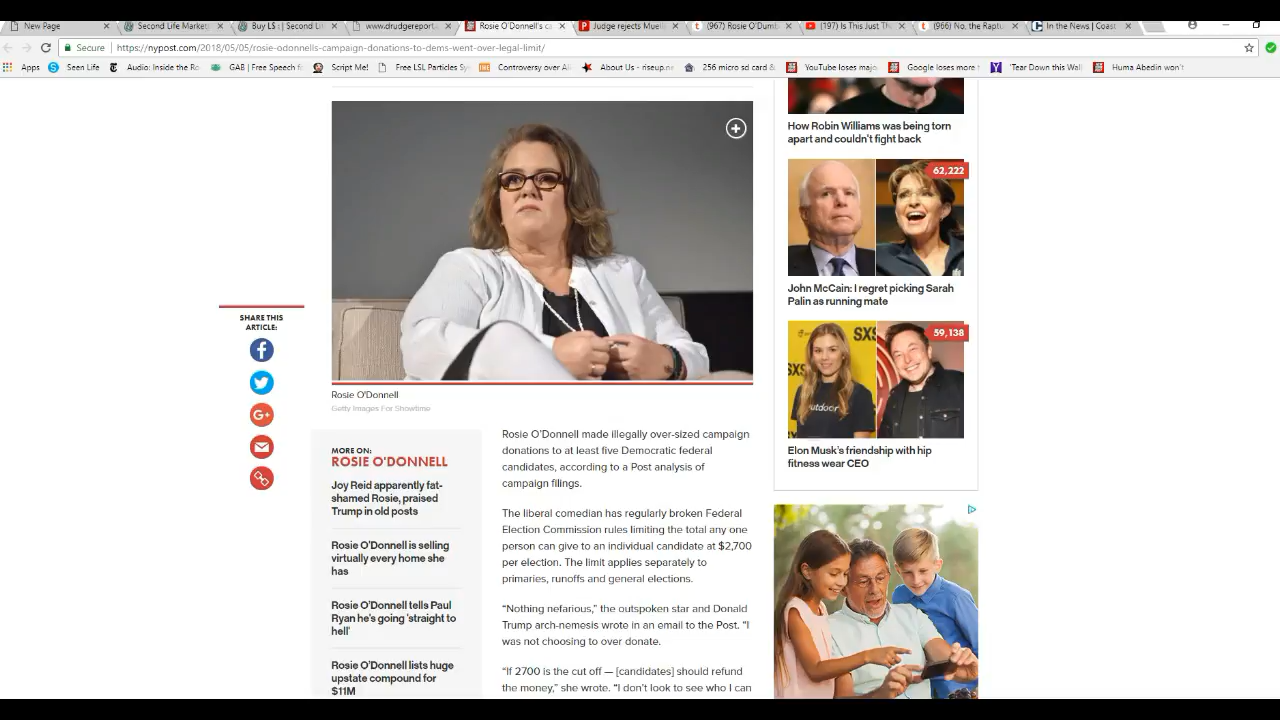 New Page
Second Life Market
Buy L$ : | Second Li
www.drudgereport.
Rosie O'Donnell's ca
Judge rejects Muell
(967) Rosie O'Dumb
(197) Is This Just Th
(966) No, the Raptu
In the News | Coast
Secure
https://nypost.com/2018/05/05/rosie-odonnells-campaign-donations-to-dems-went-over-legal-limit/
Apps
Seen Life
Audio: Inside the Ro
GAB | Free Speech fo
Script Me!
Free LSL Particles Sy
Controversy over Al
About Us - riseup.ne
256 micro sd card &
YouTube loses majo
Google loses more t
'Tear Down this Wall
Huma Abedin won't
How Robin Williams was being torn
apart and couldn't fight back
62,222
John McCain: I regret picking Sarah
Palin as running mate
SXS
SXS
59,138
outdoor
Elon Musk's friendship with hip
fitness wear CEO
SHARE THIS
ARTICLE:
Rosie O'Donnell
Getty Images For Showtime
MORE ON:
ROSIE O'DONNELL
Joy Reid apparently fat-
shamed Rosie, praised
Trump in old posts
Rosie O'Donnell is selling
virtually every home she
has
Rosie O'Donnell tells Paul
Ryan he's going 'straight to
hell'
Rosie O'Donnell lists huge
upstate compound for
$11M
Rosie O'Donnell made illegally over-sized campaign
donations to at least five Democratic federal
candidates, according to a Post analysis of
campaign filings.
The liberal comedian has regularly broken Federal
Election Commission rules limiting the total any one
person can give to an individual candidate at $2,700
per election. The limit applies separately to
primaries, runoffs and general elections.
“Nothing nefarious,” the outspoken star and Donald
Trump arch-nemesis wrote in an email to the Post. “I
was not choosing to over donate.
“If 2700 is the cut off — [candidates] should refund
the money,” she wrote. “I don't look to see who I can